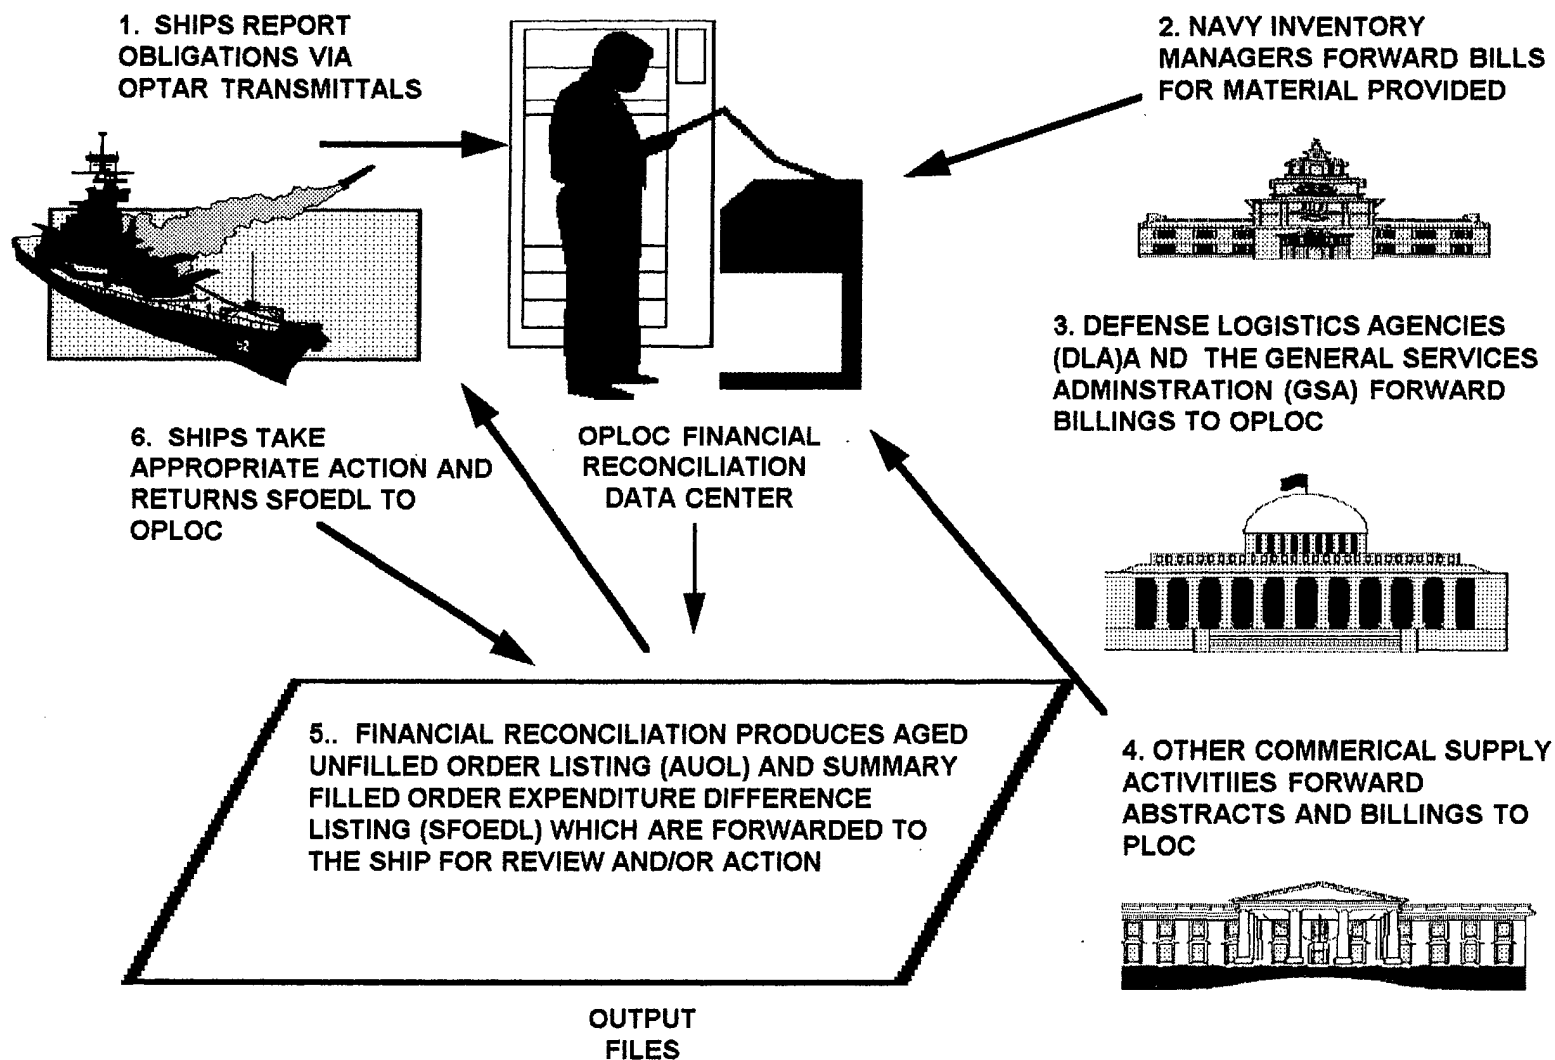 1. SHIPS REPORT
OBLIGATIONS VIA
OPTAR TRANSMITTALS
2. NAVY INVENTORY
MANAGERS FORWARD BILLS
FOR MATERIAL PROVIDED
52
3. DEFENSE LOGISTICS AGENCIES
(DLA)A ND THE GENERAL SERVICES
ADMINSTRATION (GSA) FORWARD
BILLINGS TO OPLOC
6. SHIPS TAKE
APPROPRIATE ACTION AND
RETURNS SFOEDL TO
OPLOC
OPLOC FINANCIAL
RECONCILIATION
DATA CENTER
5.. FINANCIAL RECONCILIATION PRODUCES AGED
UNFILLED ORDER LISTING (AUOL) AND SUMMARY
FILLED ORDER EXPENDITURE DIFFERENCE
LISTING (SFOEDL) WHICH ARE FORWARDED TO
THE SHIP FOR REVIEW AND/OR ACTION
4. OTHER COMMERICAL SUPPLY
ACTIVITIIES FORWARD
ABSTRACTS AND BILLINGS TO
PLOC
OUTPUT
FILES